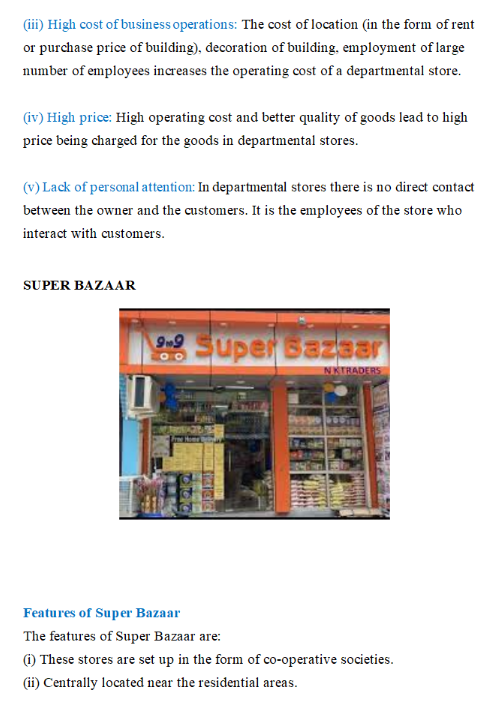 (iii) High cost of business operations: The cost of location (in the form of rent
or purchase price of building), decoration of building, employment of large
number of employees increases the operating cost of a departmental store.
(iv) High price: High operating cost and better quality of goods lead to high
price being charged for the goods in departmental stores.
(v) Lack of personal attention: In departmental stores there is no direct contact
between the owner and the customers. It is the employees of the store who
interact with customers.
SUPER BAZAAR
9to9 Super Bazaar
N K TRADERS
Free Home Delivery
Features of Super Bazaar
The features of Super Bazaar are:
(i) These stores are set up in the form of co-operative societies.
(ii) Centrally located near the residential areas.